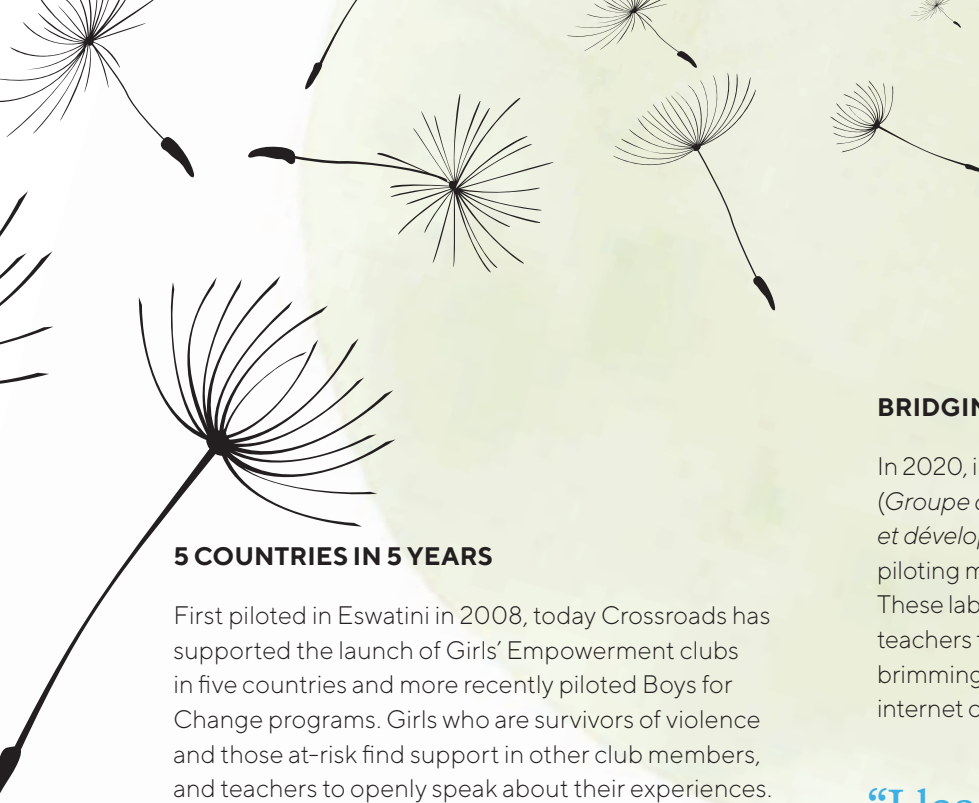 5 COUNTRIES IN 5 YEARS
First piloted in Eswatini in 2008, today Crossroads has
supported the launch of Girls’ Empowerment clubs
in five countries and more recently piloted Boys for
Change programs. Girls who are survivors of violence
and those at-risk find support in other club members,
and teachers to openly speak about their experiences.
In 2020,
(Groupe
et
piloting
These
teachers
brimming
internet
“I